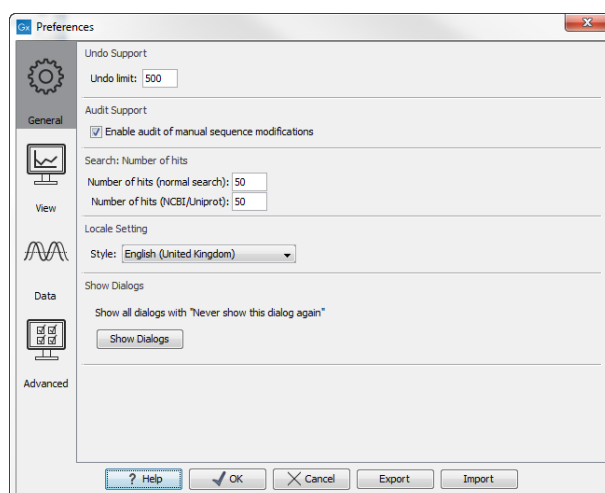 Gx Preferences
General
View
Data
Advanced
Undo Support
Undo limit: 500
Audit Support
Enable audit of manual sequence modifications
Search: Number of hits
Number of hits (normal search): 50
Number of hits (NCBI/Uniprot): 50
Locale Setting
Style: English (United Kingdom)
Show Dialogs
Show all dialogs with "Never show this dialog again"
Show Dialogs
? Help OK Cancel Export Import